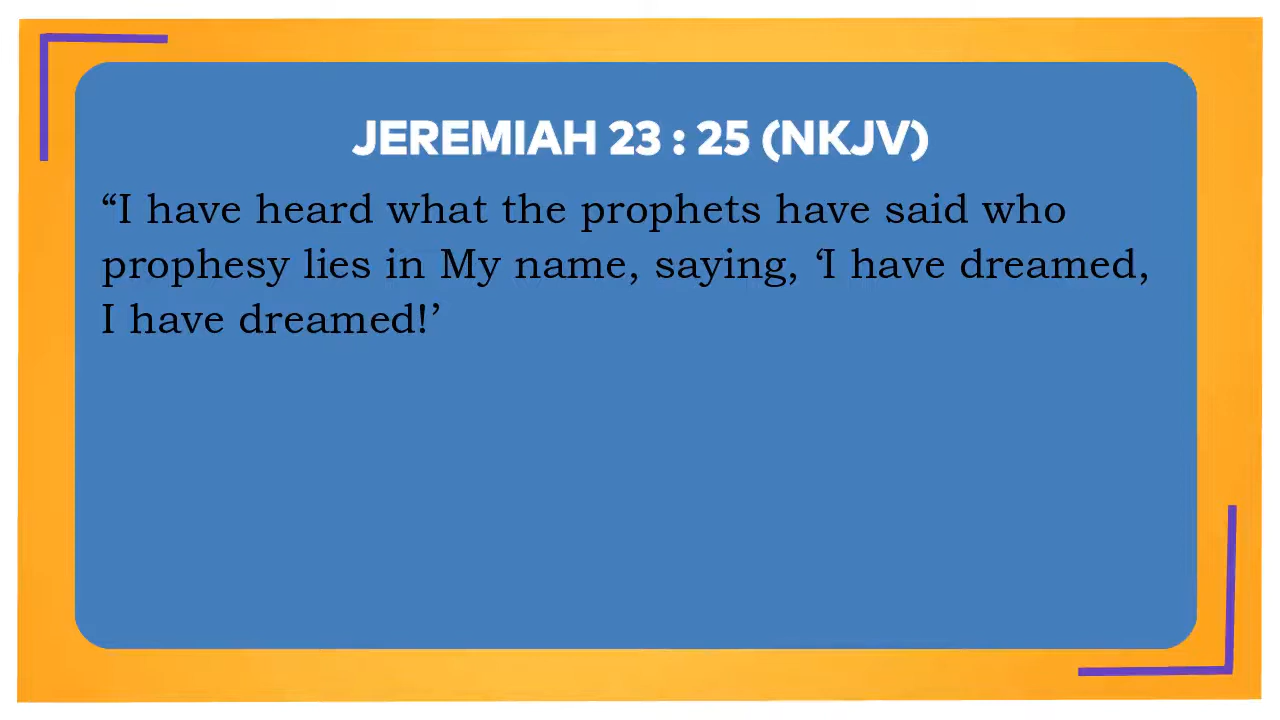 JEREMIAH 23 : 25 (NKJV)
“I have heard what the prophets have said who
prophesy lies in My name, saying, ‘I have dreamed,
I have dreamed!’